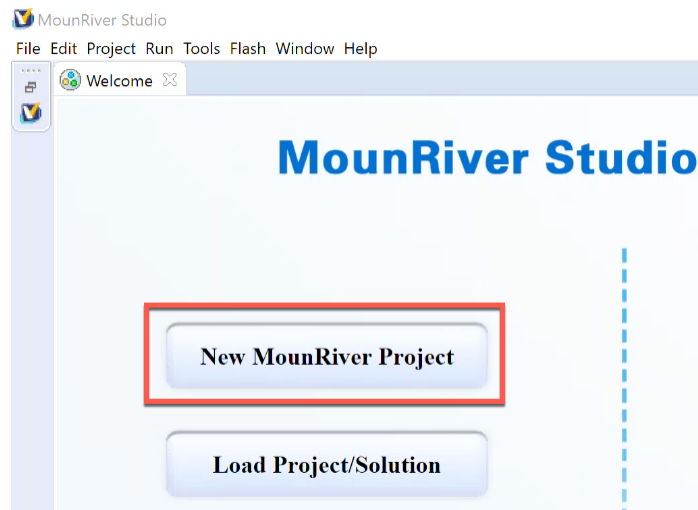 MounRiver Studio
File Edit Project Run Tools Flash Window Help
Welcome
MounRiver Studio
New MounRiver Project
Load Project/Solution